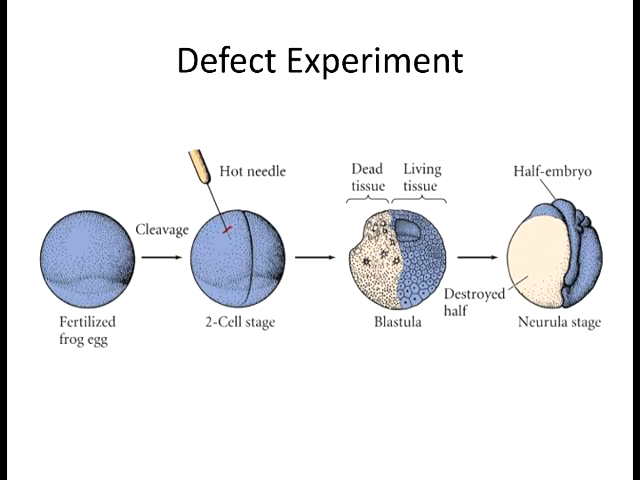 Defect Experiment
Hot needle
Dead
tissue
Living
tissue
Half-embryo
Cleavage
Destroyed
half
Fertilized
frog egg
2-Cell stage
Blastula
Neurula stage